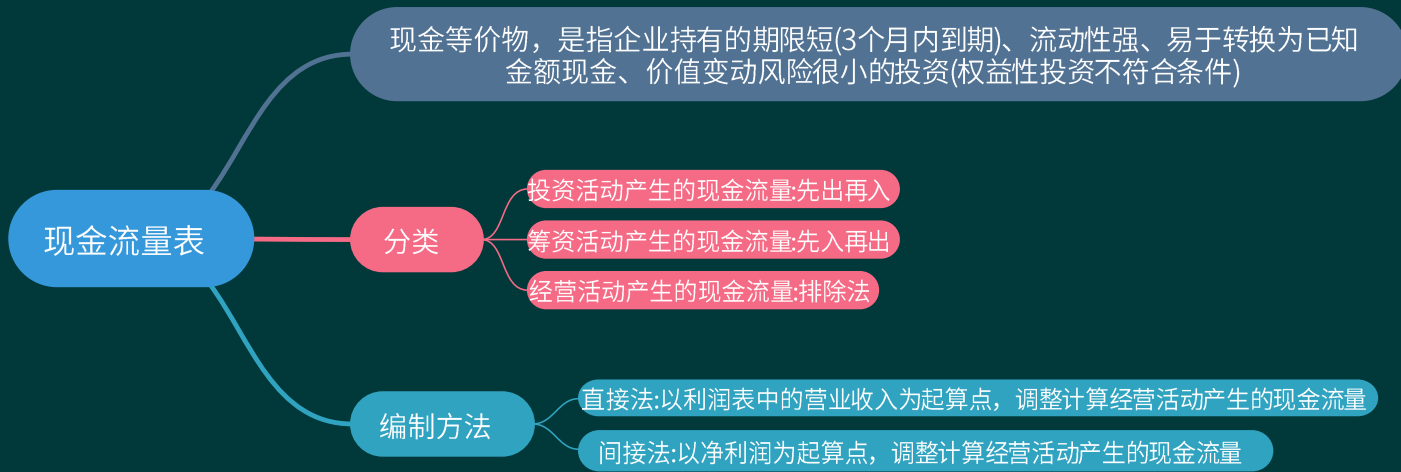 现金等价物，是指企业持有的期限短(3个月内到期)、流动性强、易于转换为已知
金额现金、价值变动风险很小的投资(权益性投资不符合条件)
现金流量表
分类
投资活动产生的现金流量:先出再入
筹资活动产生的现金流量:先入再出
经营活动产生的现金流量:排除法
编制方法
直接法:以利润表中的营业收入为起算点，调整计算经营活动产生的现金流量
间接法:以净利润为起算点，调整计算经营活动产生的现金流量